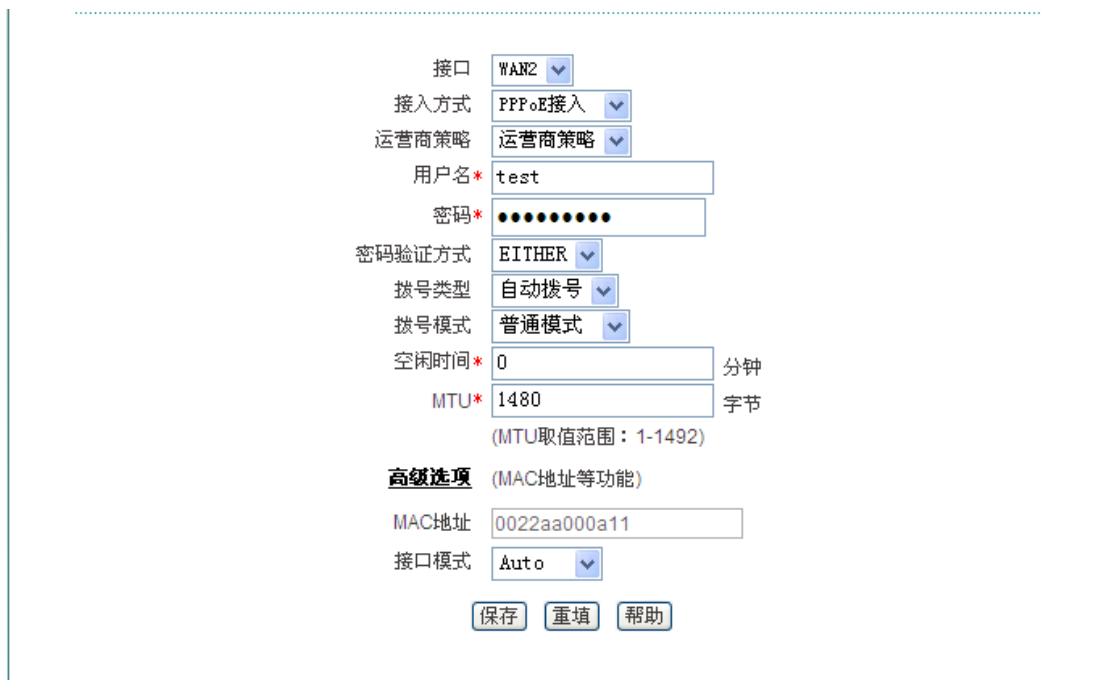 接口 WAN2
接入方式 PPPoE接入
运营商策略 运营商策略
用户名* test
密码* ●●●●●●●●●
密码验证方式 EITHER
拨号类型 自动拨号
拨号模式 普通模式
空闲时间* 0 分钟
MTU* 1480 字节
(MTU取值范围：1-1492)
高级选项 (MAC地址等功能)
MAC地址 0022aa000a11
接口模式 Auto
保存 重填 帮助